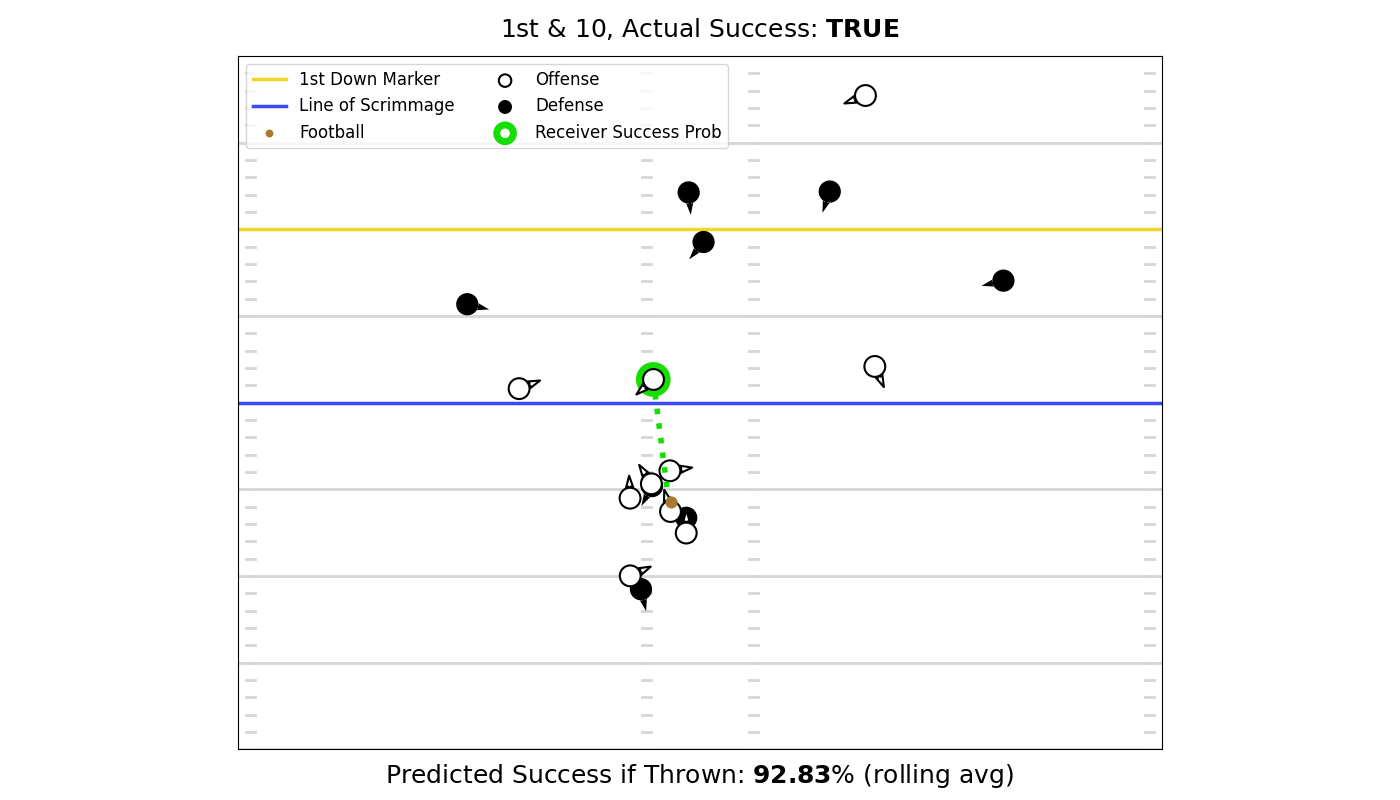 1st & 10, Actual Success: TRUE
1st Down Marker
Line of Scrimmage
Football
Offense
Defense
Receiver Success Prob
Predicted Success if Thrown: 92.83% (rolling avg)